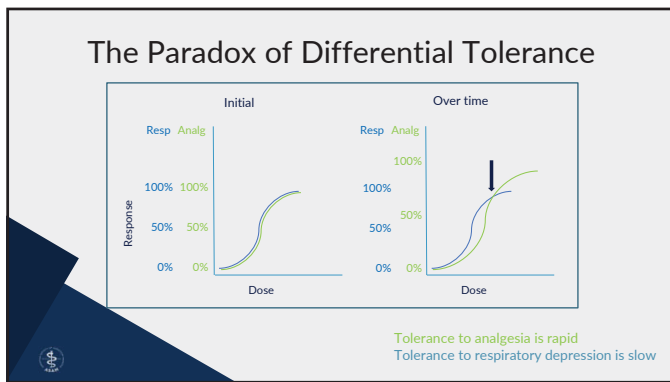 The Paradox of Differential Tolerance
Initial
Over time
Resp Analg
100% 100%
50% 50%
0% 0%
Response
Dose
Resp Analg
100%
100%
50%
50%
0% 0%
Dose
Tolerance to analgesia is rapid
Tolerance to respiratory depression is slow
ASAM